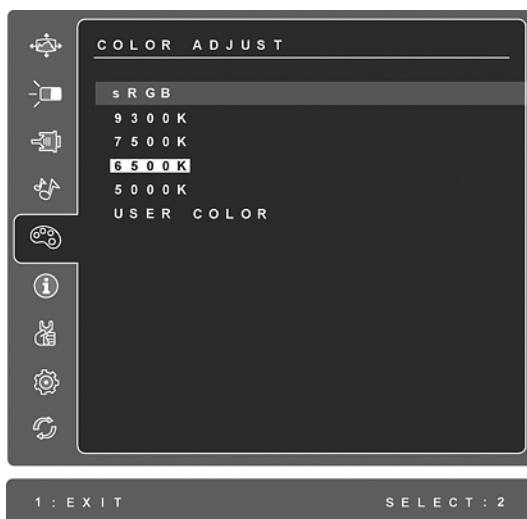 COLOR ADJUST
sRGB
9300K
7500K
6500K
5000K
USER COLOR
1:EXIT SELECT:2